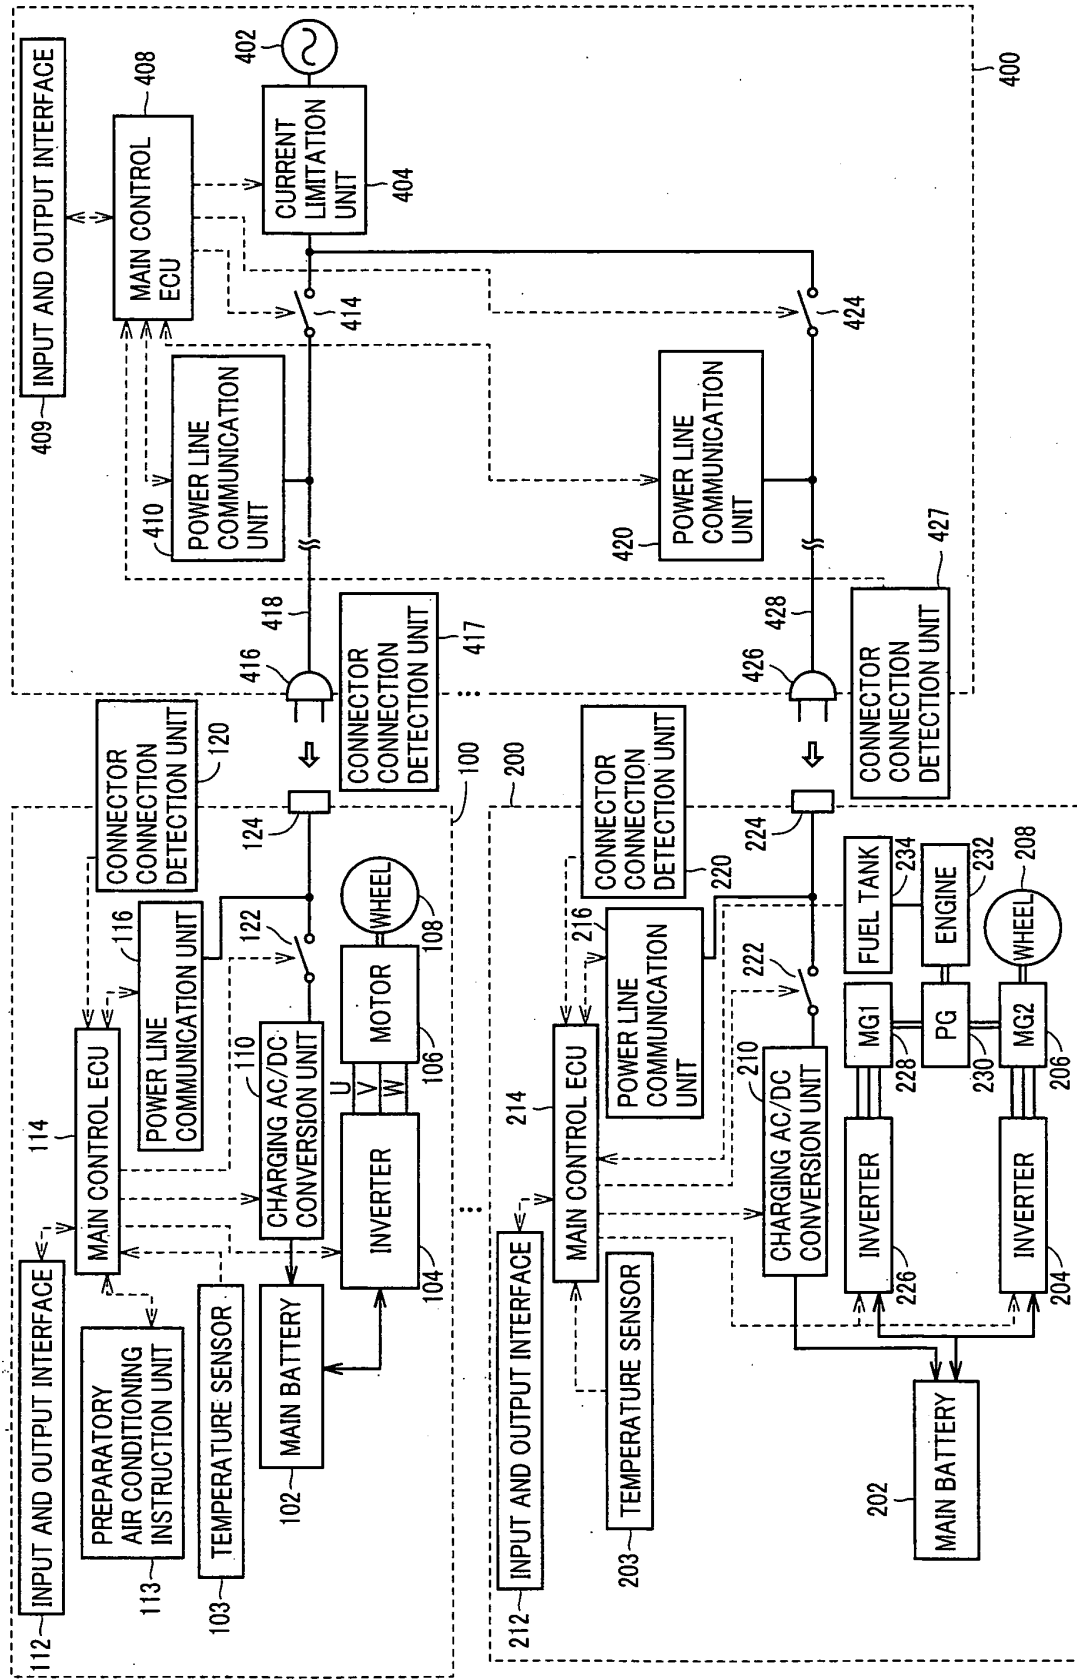 INPUT AND OUTPUT INTERFACE
112
PREPARATORY
AIR CONDITIONING
INSTRUCTION UNIT
113
TEMPERATURE SENSOR
103
MAIN CONTROL ECU
114
MAIN BATTERY
102
POWER LINE
COMMUNICATION UNIT
116
CONNECTOR
CONNECTION
DETECTION UNIT
120
CHARGING AC/DC
CONVERSION UNIT
110
122
124
INVERTER
104
U
V
W
MOTOR
106
WHEEL
108
100
INPUT AND OUTPUT INTERFACE
212
TEMPERATURE SENSOR
203
MAIN CONTROL ECU
214
POWER LINE
COMMUNICATION
UNIT
216
CONNECTOR
CONNECTION
DETECTION UNIT
220
CHARGING AC/DC
CONVERSION UNIT
210
222
224
MAIN BATTERY
202
INVERTER
226
INVERTER
204
MG1
228
PG
230
MG2
206
FUEL TANK
234
ENGINE
232
WHEEL
208
200
INPUT AND OUTPUT INTERFACE
409
MAIN CONTROL
ECU
408
402
CURRENT
LIMITATION
UNIT
404
POWER LINE
COMMUNICATION
UNIT
410
414
416
418
CONNECTOR
CONNECTION
DETECTION UNIT
417
POWER LINE
COMMUNICATION
UNIT
420
424
426
428
CONNECTOR
CONNECTION
DETECTION UNIT
427
400